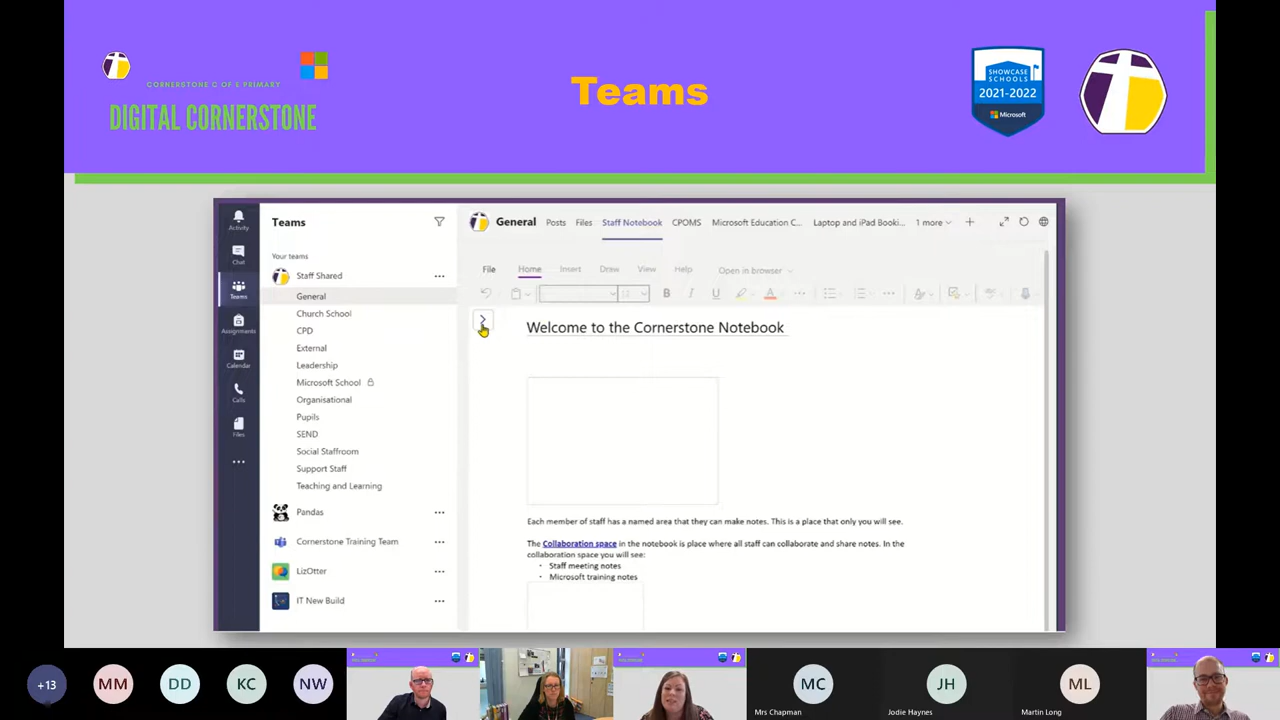 CORNERSTONE C OF E PRIMARY
DIGITAL CORNERSTONE
Teams
SHOWCASE
SCHOOLS
2021-2022
Microsoft
Activity
Chat
Teams
Assignments
Calendar
Calls
Files
Teams
Your teams
Staff Shared
General
Church School
CPD
External
Leadership
Microsoft School
Organisational
Pupils
SEND
Social Staffroom
Support Staff
Teaching and Learning
Pandas
Cornerstone Training Team
LizOtter
IT New Build
General Posts Files Staff Notebook CPOMS Microsoft Education C... Laptop and iPad Booki... 1 more
File Home Insert Draw View Help Open in browser
B I U A
Welcome to the Cornerstone Notebook
Each member of staff has a named area that they can make notes. This is a place that only you will see.
The Collaboration space in the notebook is place where all staff can collaborate and share notes. In the
collaboration space you will see:
Staff meeting notes
Microsoft training notes
+13 MM DD KC NW MC JH ML
Mrs Chapman Jodie Haynes Martin Long